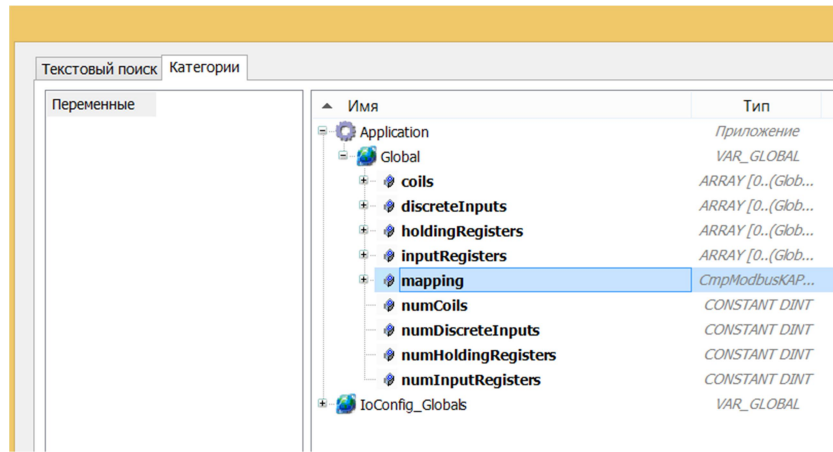 Текстовый поиск Категории
Переменные
Имя Тип
Application Приложение
Global VAR_GLOBAL
coils ARRAY [0..(Glob...
discreteInputs ARRAY [0..(Glob...
holdingRegisters ARRAY [0..(Glob...
inputRegisters ARRAY [0..(Glob...
mapping CmpModbusKAP...
numCoils CONSTANT DINT
numDiscreteInputs CONSTANT DINT
numHoldingRegisters CONSTANT DINT
numInputRegisters CONSTANT DINT
IoConfig_Globals VAR_GLOBAL